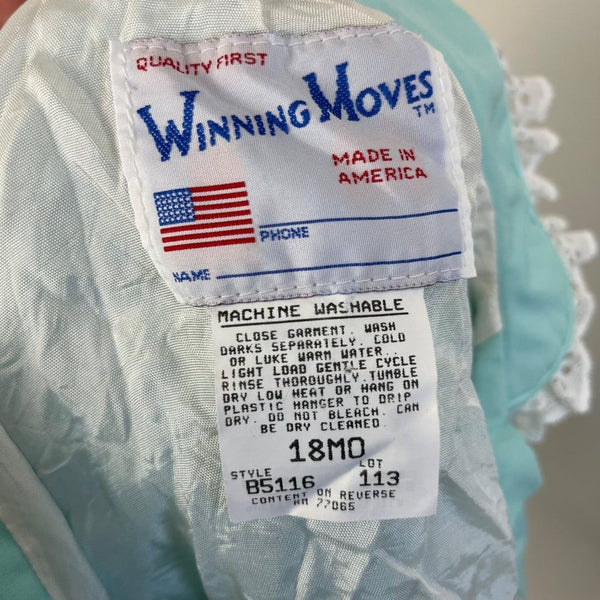 QUALITY FIRST
WINNING MOVES™
MADE IN
AMERICA
PHONE
NAME
MACHINE WASHABLE
CLOSE GARMENT. WASH
DARKS SEPARATELY. COLD
OR LUKE WARM WATER..
LIGHT LOAD GENTLE CYCLE
RINSE THOROUGHLY.TUMBLE
DRY LOW HEAT OR HANG ON
PLASTIC HANGER TO DRIP
DRY. DO NOT BLEACH. CAN
BE DRY CLEANED.
18MO
STYLE LOT
B5116 113
CONTENT ON REVERSE
RN 77065